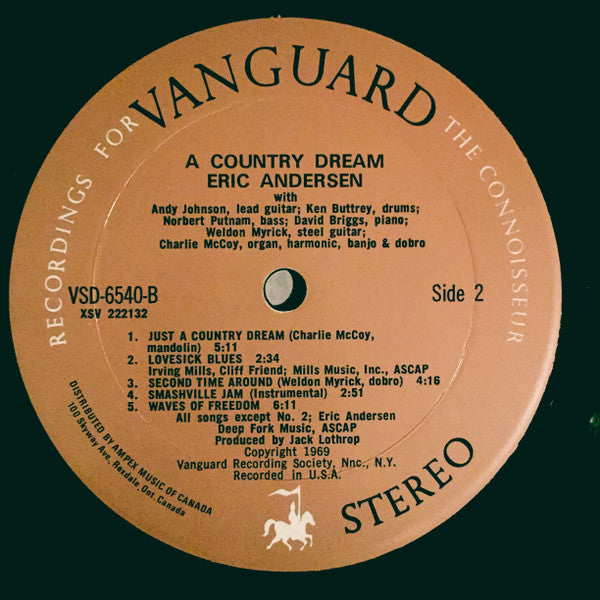 RECORDINGS FOR VANGUARD THE CONNOISSEUR
A COUNTRY DREAM
ERIC ANDERSEN
with
Andy Johnson, lead guitar; Ken Buttrey, drums;
Norbert Putnam, bass; David Briggs, piano;
Weldon Myrick, steel guitar;
Charlie McCoy, organ, harmonic, banjo & dobro
VSD-6540-B
XSV 222132
Side 2
1. JUST A COUNTRY DREAM (Charlie McCoy,
mandolin) 5:11
2. LOVESICK BLUES 2:34
Irving Mills, Cliff Friend; Mills Music, Inc., ASCAP
3. SECOND TIME AROUND (Weldon Myrick, dobro) 4:16
4. SMASHVILLE JAM (Instrumental) 2:51
5. WAVES OF FREEDOM 6:11
All songs except No. 2; Eric Andersen
Deep Fork Music, ASCAP
Produced by Jack Lothrop
Copyright 1969
Vanguard Recording Society, Nnc., N.Y.
Recorded in U.S.A.
DISTRIBUTED BY AMPEX MUSIC OF CANADA
100 Skyway Ave. Rexdale, Ont. Canada
STEREO